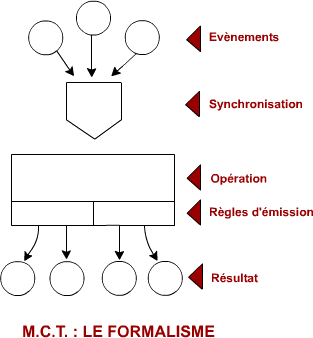 Evènements
Synchronisation
Opération
Règles d'émission
Résultat
M.C.T. : LE FORMALISME